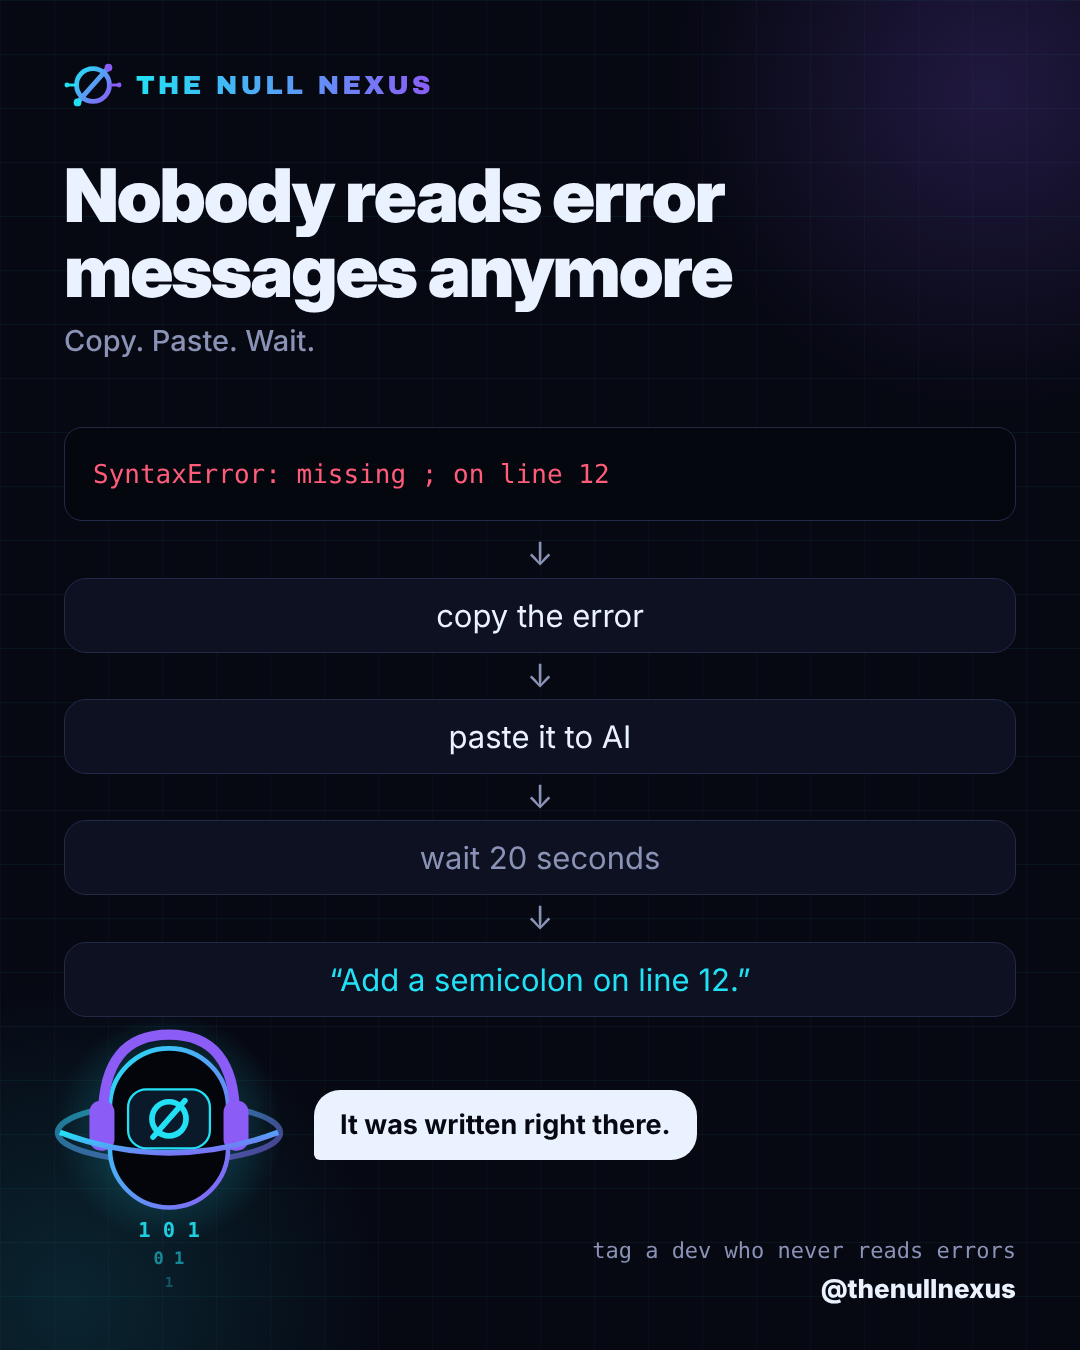 THE NULL NEXUS
Nobody reads error
messages anymore
Copy. Paste. Wait.
SyntaxError: missing ; on line 12
↓
copy the error
↓
paste it to AI
↓
wait 20 seconds
↓
“Add a semicolon on line 12.”
It was written right there.
1 0 1
0 1
1
tag a dev who never reads errors
@thenullnexus